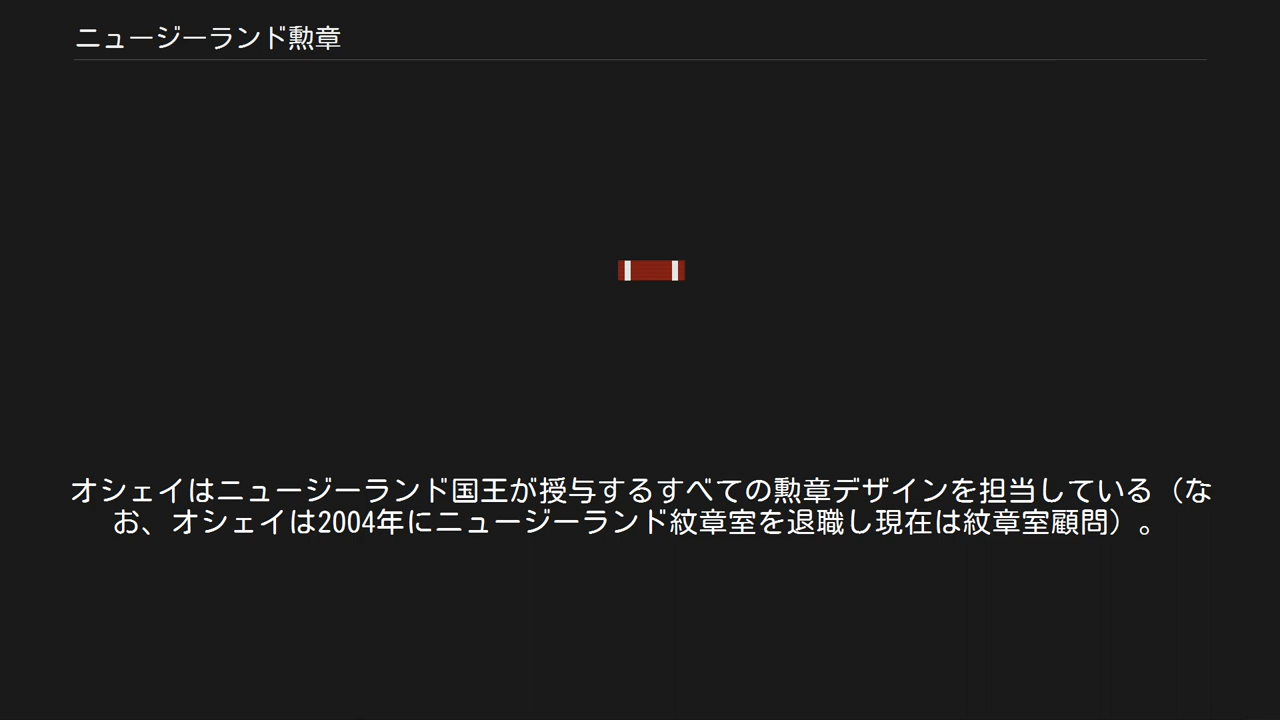 ニュージーランド勲章
オシェイはニュージーランド国王が授与するすべての勲章デザインを担当している（な
お、オシェイは2004年にニュージーランド紋章室を退職し現在は紋章室顧問）。